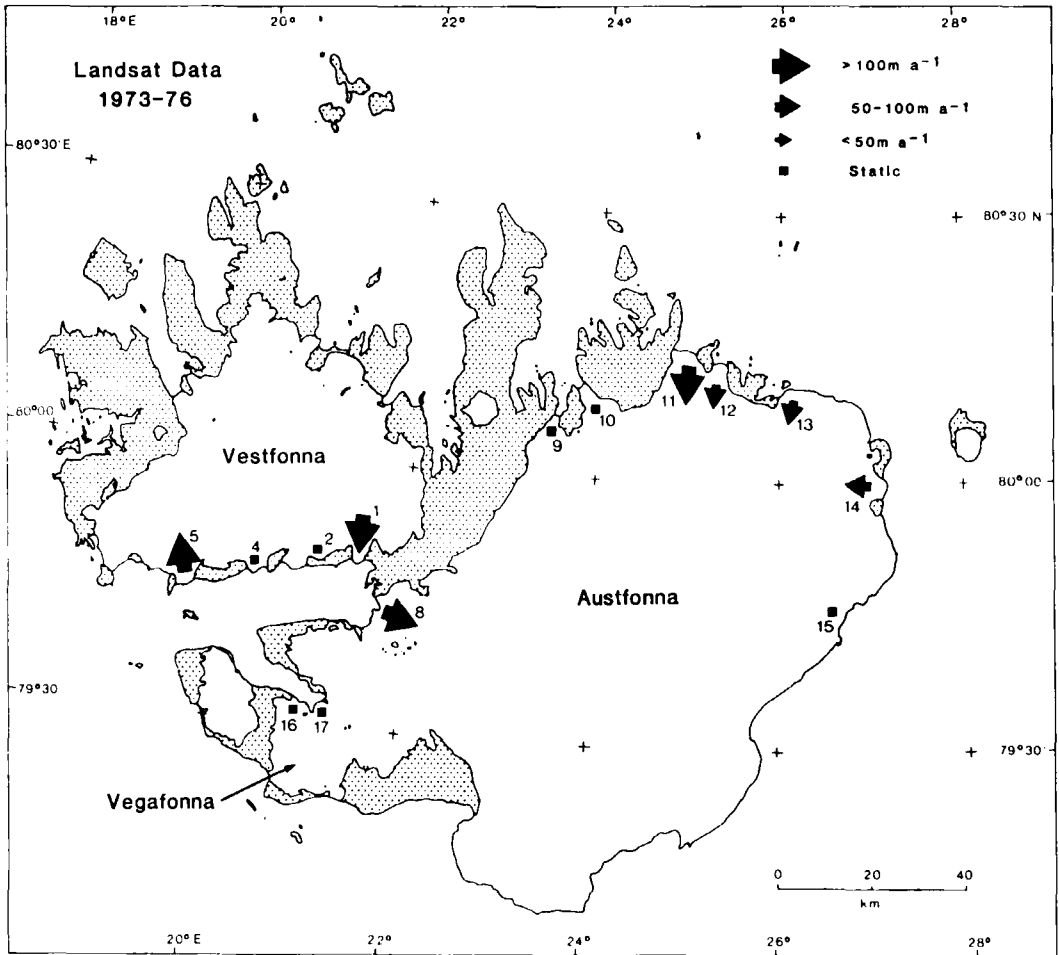 18°E
20°
22°
24°
26°
28°
Landsat Data
1973-76
>100m a⁻¹
50-100m a⁻¹
<50m a⁻¹
Static
80°30'E
80°30'N
80°00
11
12
13
10
9
Vestfonna
14
80°00
5
4
2
1
Austfonna
8
15
79°30
16
17
79°30
Vegafonna
0 20 40
km
20°E
22°
24°
26°
28°